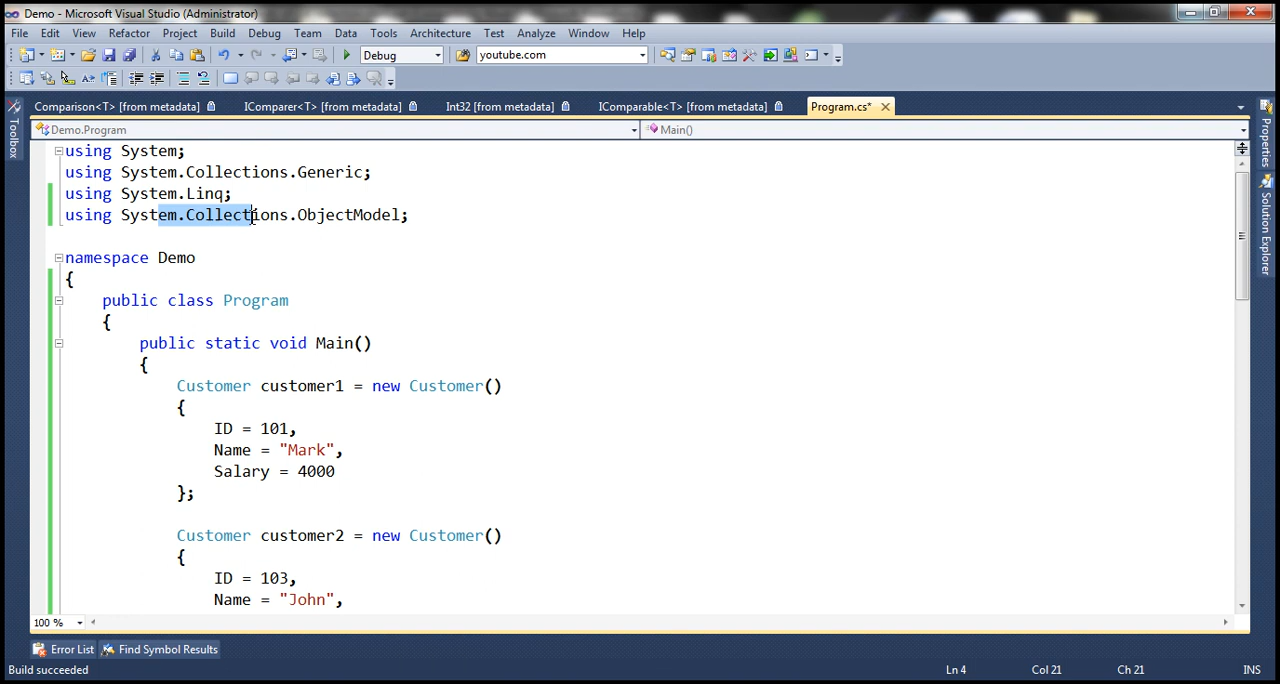 Demo - Microsoft Visual Studio (Administrator)
File Edit View Refactor Project Build Debug Team Data Tools Architecture Test Analyze Window Help
Debug youtube.com
Comparison<T> [from metadata] IComparer<T> [from metadata] Int32 [from metadata] IComparable<T> [from metadata] Program.cs*
Demo.Program Main()
Toolbox
Properties
Solution Explorer
using System;
using System.Collections.Generic;
using System.Linq;
using System.Collections.ObjectModel;
namespace Demo
{
public class Program
{
public static void Main()
{
Customer customer1 = new Customer()
{
ID = 101,
Name = "Mark",
Salary = 4000
};
Customer customer2 = new Customer()
{
ID = 103,
Name = "John",
100 %
Error List Find Symbol Results
Build succeeded Ln 4 Col 21 Ch 21 INS